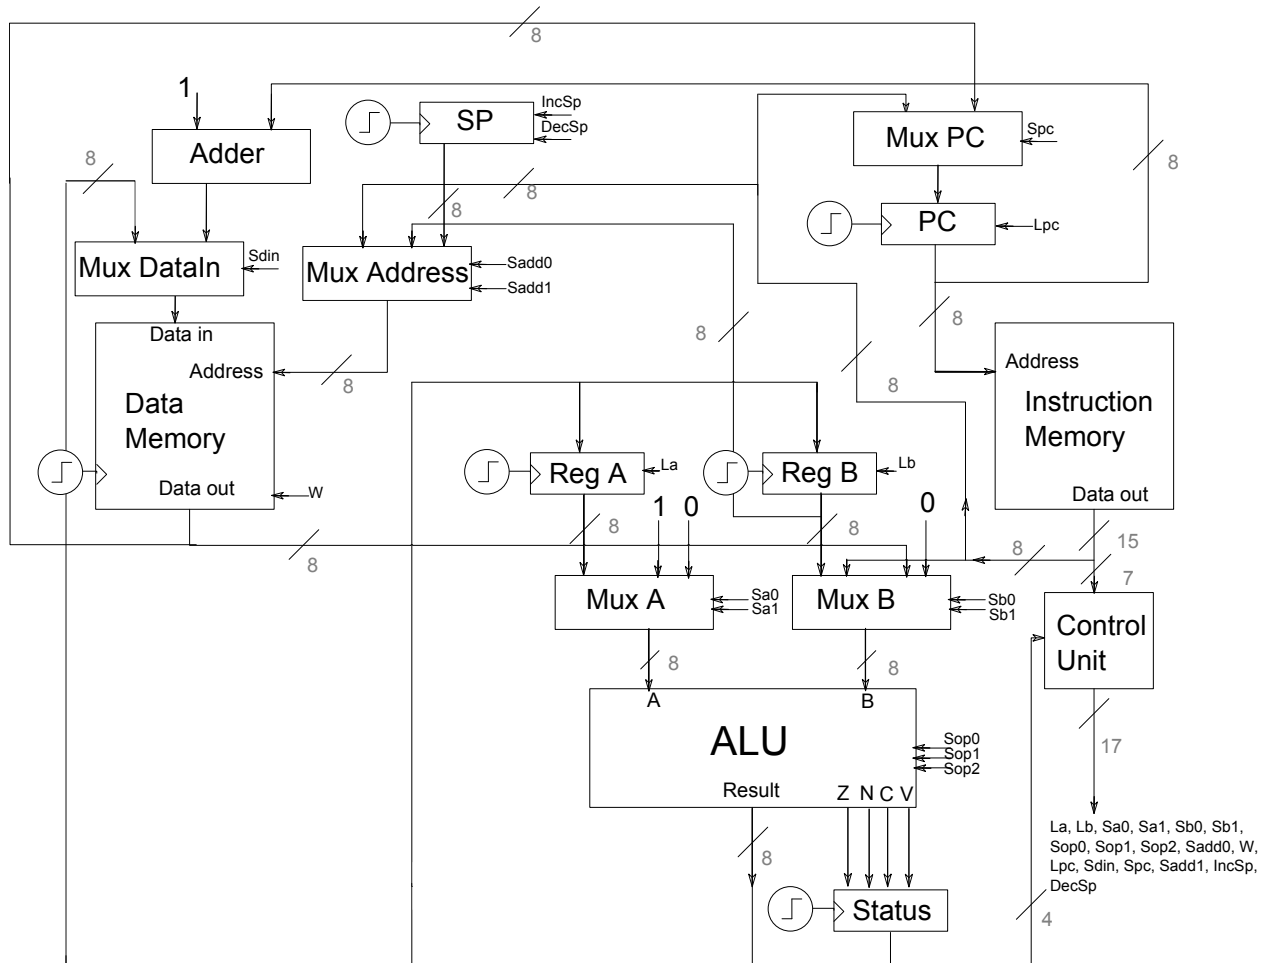 8
1
IncSp
SP
DecSp
Mux PC
Spc
Adder
8
8
8
8
PC
Lpc
Mux DataIn
Sdin
Mux Address
Sadd0
Sadd1
Data in
8
8
Address
8
8
Address
Data
Memory
Instruction
Memory
Reg A
La
Reg B
Lb
Data out
W
Data out
1
0
0
8
8
8
8
15
7
Mux A
Sa0
Sa1
Mux B
Sb0
Sb1
Control
Unit
8
8
A
B
ALU
Sop0
Sop1
Sop2
17
Result
Z N C V
La, Lb, Sa0, Sa1, Sb0, Sb1,
Sop0, Sop1, Sop2, Sadd0, W,
Lpc, Sdin, Spc, Sadd1, IncSp,
DecSp
8
Status
4